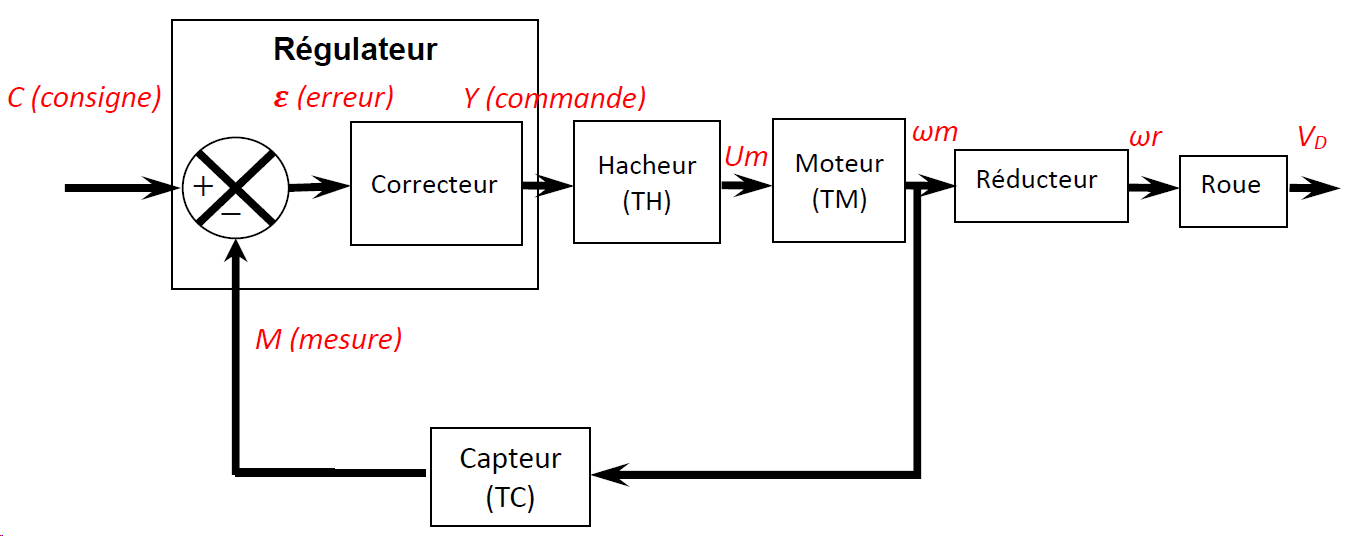 Régulateur
C (consigne)
ε (erreur)
Y (commande)
+
−
Correcteur
Hacheur
(TH)
Um
Moteur
(TM)
ωm
Réducteur
ωr
Roue
VD
M (mesure)
Capteur
(TC)